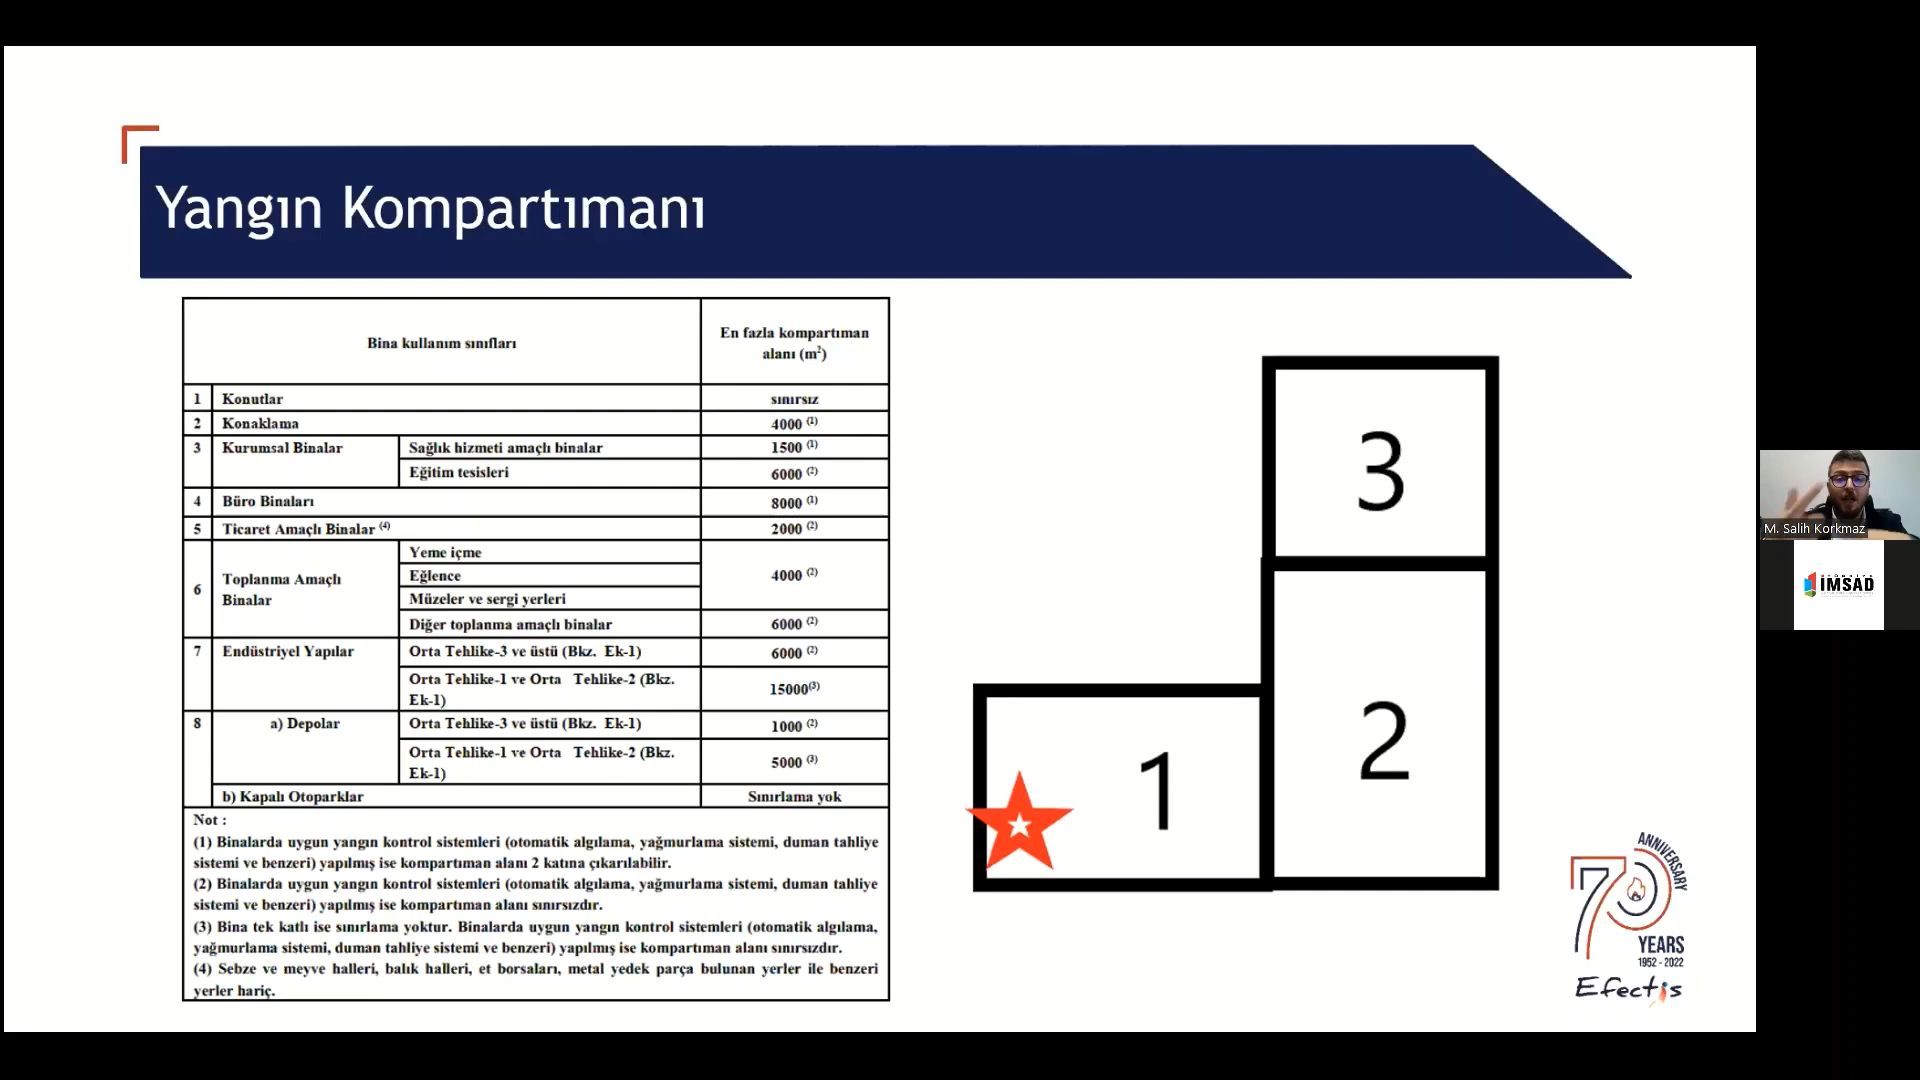 Yangın Kompartımanı
Bina kullanım sınıfları
En fazla kompartıman
alanı (m²)
1 Konutlar sınırsız
2 Konaklama 4000 (1)
3 Kurumsal Binalar Sağlık hizmeti amaçlı binalar 1500 (1)
Eğitim tesisleri 6000 (2)
4 Büro Binaları 8000 (1)
5 Ticaret Amaçlı Binalar (4) 2000 (2)
6 Toplanma Amaçlı
Binalar
Yeme içme
Eğlence
Müzeler ve sergi yerleri
4000 (2)
Diğer toplanma amaçlı binalar 6000 (2)
7 Endüstriyel Yapılar Orta Tehlike-3 ve üstü (Bkz. Ek-1) 6000 (2)
Orta Tehlike-1 ve Orta Tehlike-2 (Bkz.
Ek-1)
15000(3)
8 a) Depolar Orta Tehlike-3 ve üstü (Bkz. Ek-1) 1000 (2)
Orta Tehlike-1 ve Orta Tehlike-2 (Bkz.
Ek-1)
5000 (3)
b) Kapalı Otoparklar Sınırlama yok
Not :
(1) Binalarda uygun yangın kontrol sistemleri (otomatik algılama, yağmurlama sistemi, duman tahliye
sistemi ve benzeri) yapılmış ise kompartıman alanı 2 katına çıkarılabilir.
(2) Binalarda uygun yangın kontrol sistemleri (otomatik algılama, yağmurlama sistemi, duman tahliye
sistemi ve benzeri) yapılmış ise kompartıman alanı sınırsızdır.
(3) Bina tek katlı ise sınırlama yoktur. Binalarda uygun yangın kontrol sistemleri (otomatik algılama,
yağmurlama sistemi, duman tahliye sistemi ve benzeri) yapılmış ise kompartıman alanı sınırsızdır.
(4) Sebze ve meyve halleri, balık halleri, et borsaları, metal yedek parça bulunan yerler ile benzeri
yerler hariç.
3
2
1
ANNIVERSARY
70
YEARS
1952 - 2022
Efectis
M. Salih Korkmaz
İMSAD